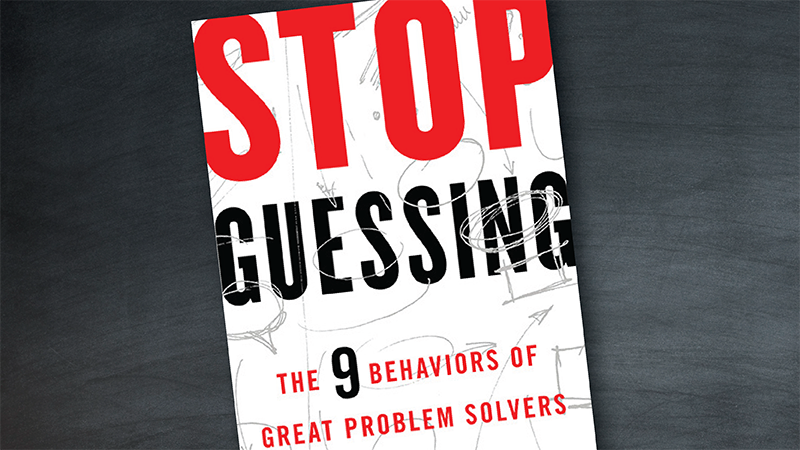 STOP
GUESSING
THE 9 BEHAVIORS OF
GREAT PROBLEM SOLVERS